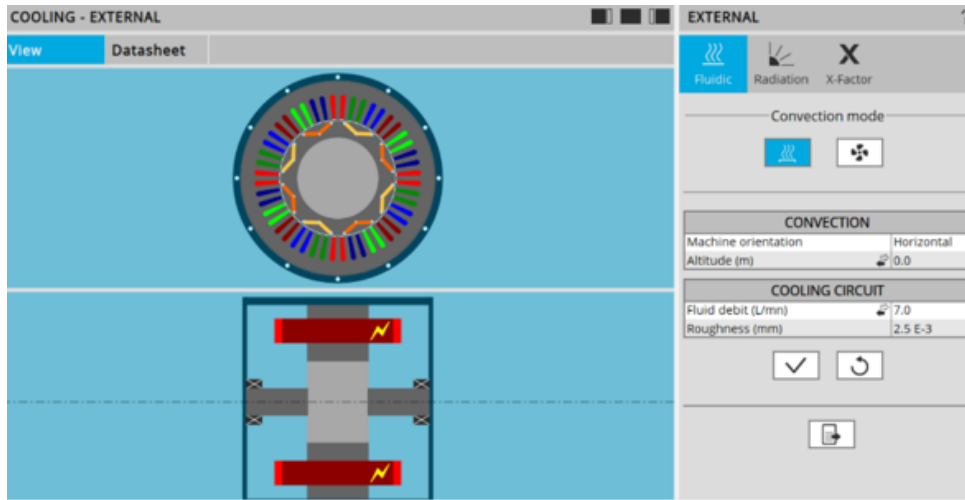 COOLING - EXTERNAL
View Datasheet
EXTERNAL
Fluidic Radiation X-Factor
Convection mode
CONVECTION
Machine orientation Horizontal
Altitude (m) 0.0
COOLING CIRCUIT
Fluid debit (L/mn) 7.0
Roughness (mm) 2.5 E-3